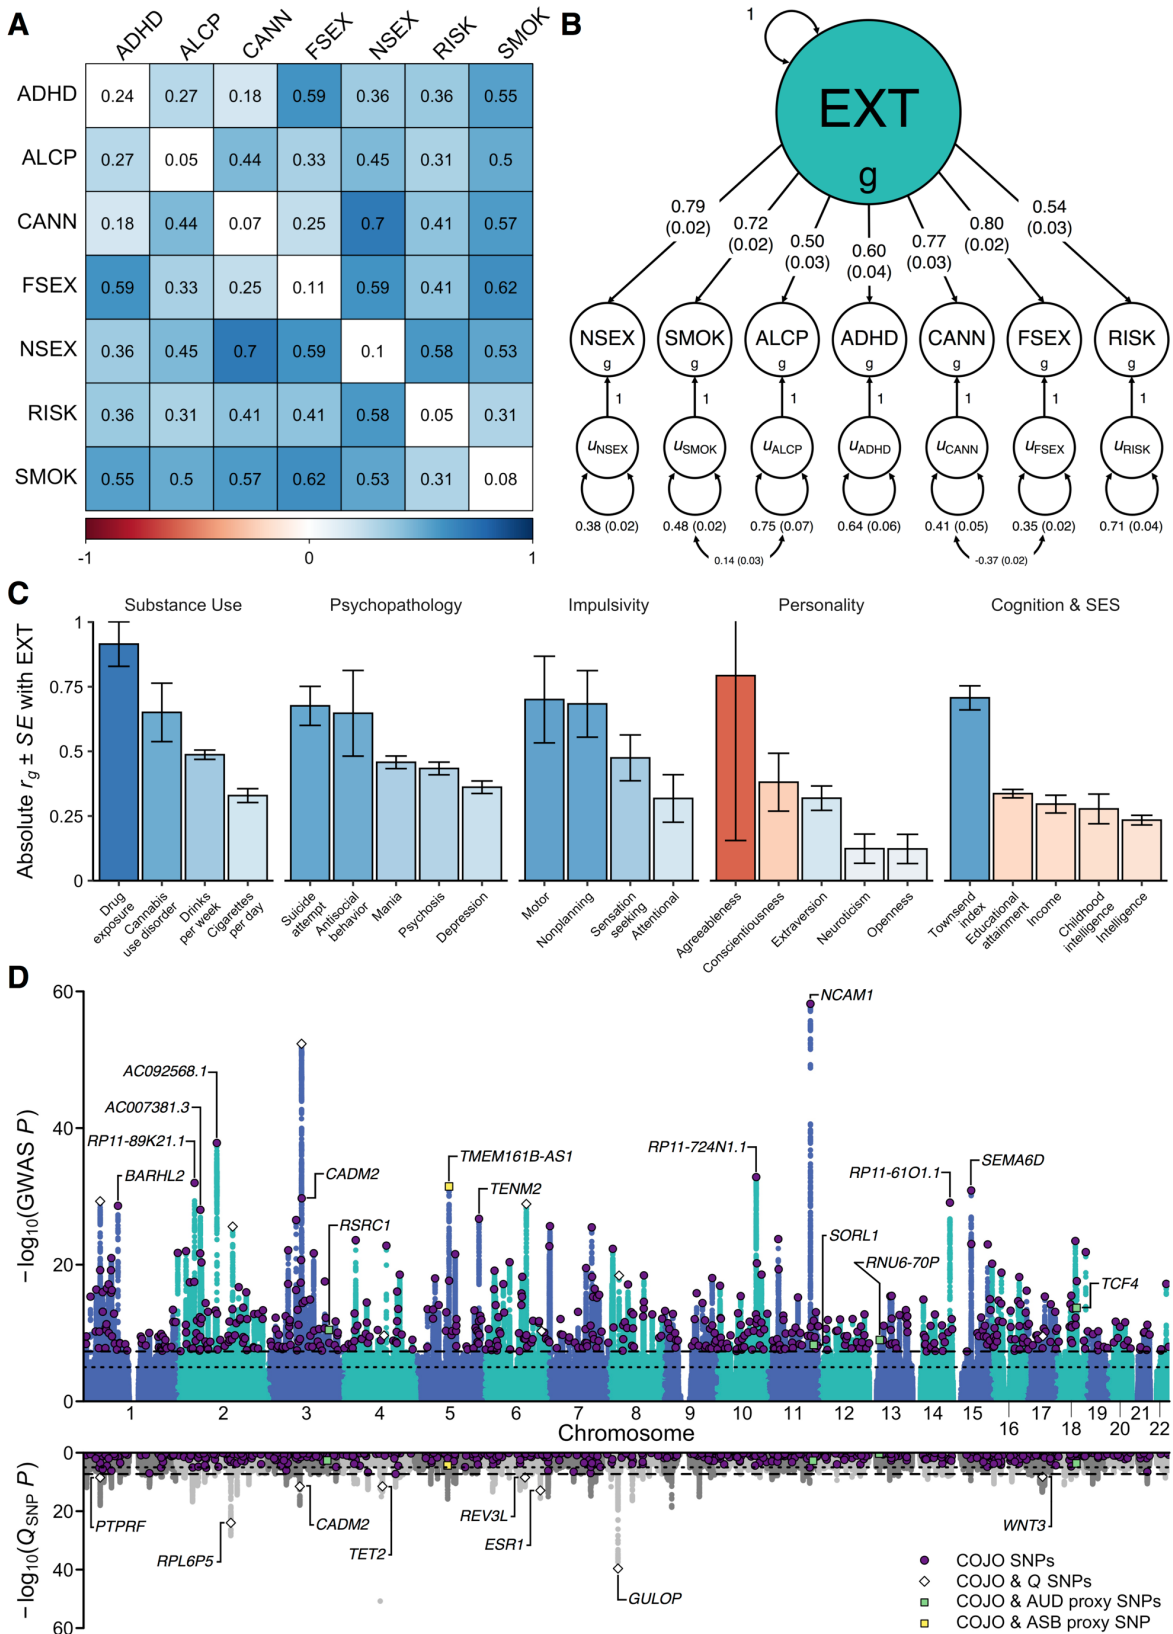 A
ADHD ALCP CANN FSEX NSEX RISK SMOK
ADHD 0.24 0.27 0.18 0.59 0.36 0.36 0.55
ALCP 0.27 0.05 0.44 0.33 0.45 0.31 0.5
CANN 0.18 0.44 0.07 0.25 0.7 0.41 0.57
FSEX 0.59 0.33 0.25 0.11 0.59 0.41 0.62
NSEX 0.36 0.45 0.7 0.59 0.1 0.58 0.53
RISK 0.36 0.31 0.41 0.41 0.58 0.05 0.31
SMOK 0.55 0.5 0.57 0.62 0.53 0.31 0.08
-1 0 1
B
1
EXT
g
0.79 0.72 0.50 0.60 0.77 0.80 0.54
(0.02) (0.02) (0.03) (0.04) (0.03) (0.02) (0.03)
NSEX SMOK ALCP ADHD CANN FSEX RISK
g g g g g g g
1 1 1 1 1 1 1
uNSEX uSMOK uALCP uADHD uCANN uFSEX uRISK
0.38 (0.02) 0.48 (0.02) 0.75 (0.07) 0.64 (0.06) 0.41 (0.05) 0.35 (0.02) 0.71 (0.04)
0.14 (0.03) -0.37 (0.02)
C
Substance Use Psychopathology Impulsivity Personality Cognition & SES
Absolute rg ± SE with EXT
1
0.75
0.5
0.25
0
Drug
exposure
Cannabis
use disorder
Drinks
per week
Cigarettes
per day
Suicide
attempt
Antisocial
behavior
Mania
Psychosis
Depression
Motor
Nonplanning
Sensation
seeking
Attentional
Agreeableness
Conscientiousness
Extraversion
Neuroticism
Openness
Townsend
index
Educational
attainment
Income
Childhood
intelligence
Intelligence
D
−log10(GWAS P)
60
40
20
0
NCAM1
AC092568.1
AC007381.3
RP11-89K21.1
BARHL2
CADM2
RSRC1
TMEM161B-AS1
TENM2
RP11-724N1.1
SORL1
RNU6-70P
RP11-61O1.1
SEMA6D
TCF4
1 2 3 4 5 6 7 8 9 10 11 12 13 14 15 16 17 18 19 20 21 22
Chromosome
−log10(QSNP P)
0
20
40
60
PTPRF
RPL6P5
CADM2
TET2
REV3L
ESR1
GULOP
WNT3
COJO SNPs
COJO & Q SNPs
COJO & AUD proxy SNPs
COJO & ASB proxy SNP